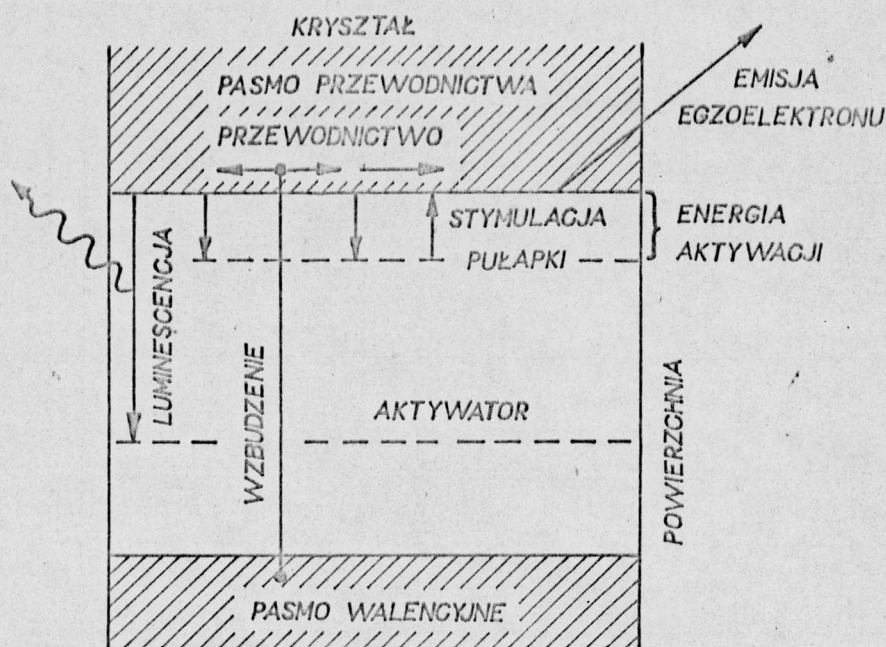 KRYSZTAŁ
PASMO PRZEWODNICTWA
PRZEWODNICTWO
EMISJA
EGZOELEKTRONU
STYMULACJA
PUŁAPKI
ENERGIA
AKTYWACJI
LUMINESCENCJA
WZBUDZENIE
AKTYWATOR
POWIERZCHNIA
PASMO WALENCYJNE